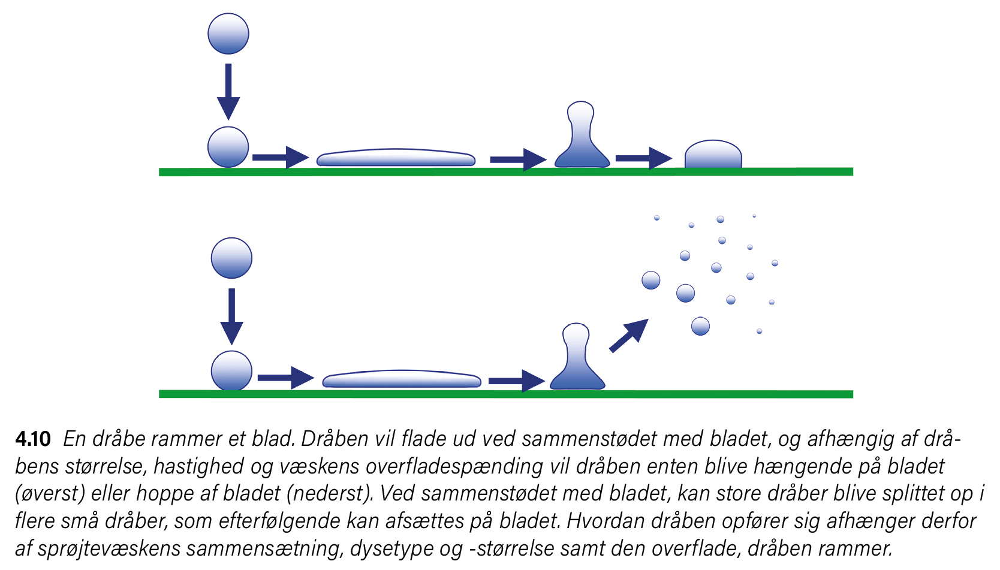 4.10 En dråbe rammer et blad. Dråben vil flade ud ved sammenstødet med bladet, og afhængig af drå-
bens størrelse, hastighed og væskens overfladespænding vil dråben enten blive hængende på bladet
(øverst) eller hoppe af bladet (nederst). Ved sammenstødet med bladet, kan store dråber blive splittet op i
flere små dråber, som efterfølgende kan afsættes på bladet. Hvordan dråben opfører sig afhænger derfor
af sprøjtevæskens sammensætning, dysetype og -størrelse samt den overflade, dråben rammer.